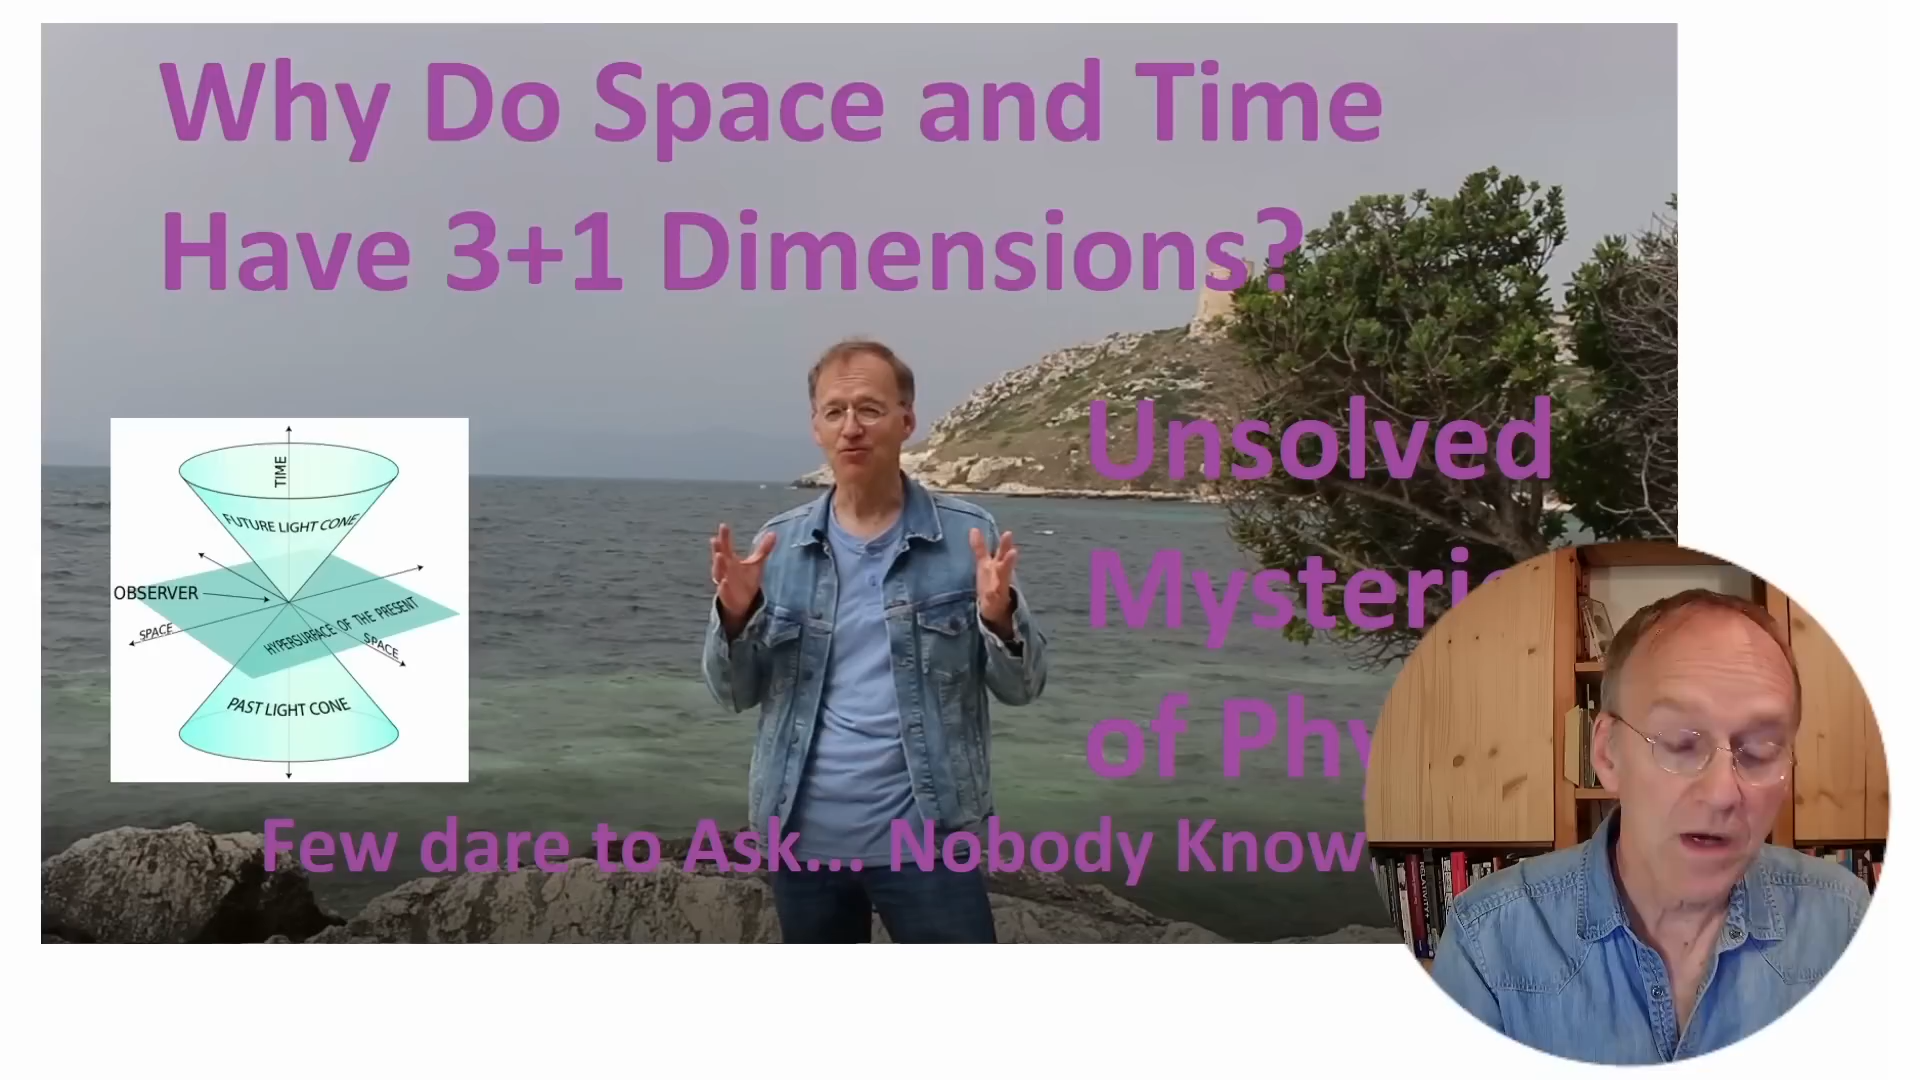 Why Do Space and Time
Have 3+1 Dimensions?
Unsolved
of
Few dare to Ask... Nobody
TIME
FUTURE LIGHT CONE
OBSERVER
HYPERSURFACE OF THE PRESENT
SPACE
SPACE
PAST LIGHT CONE
RELATIVITY